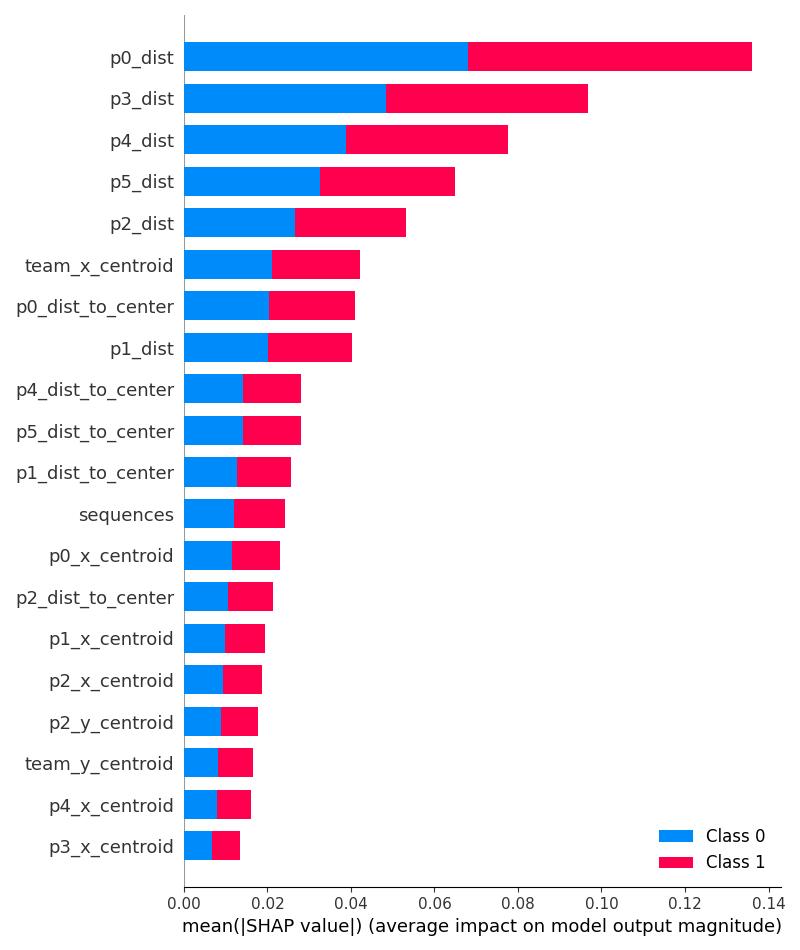 p0_dist
p3_dist
p4_dist
p5_dist
p2_dist
team_x_centroid
p0_dist_to_center
p1_dist
p4_dist_to_center
p5_dist_to_center
p1_dist_to_center
sequences
p0_x_centroid
p2_dist_to_center
p1_x_centroid
p2_x_centroid
p2_y_centroid
team_y_centroid
p4_x_centroid
p3_x_centroid
Class 0
Class 1
0.00 0.02 0.04 0.06 0.08 0.10 0.12 0.14
mean(|SHAP value|) (average impact on model output magnitude)